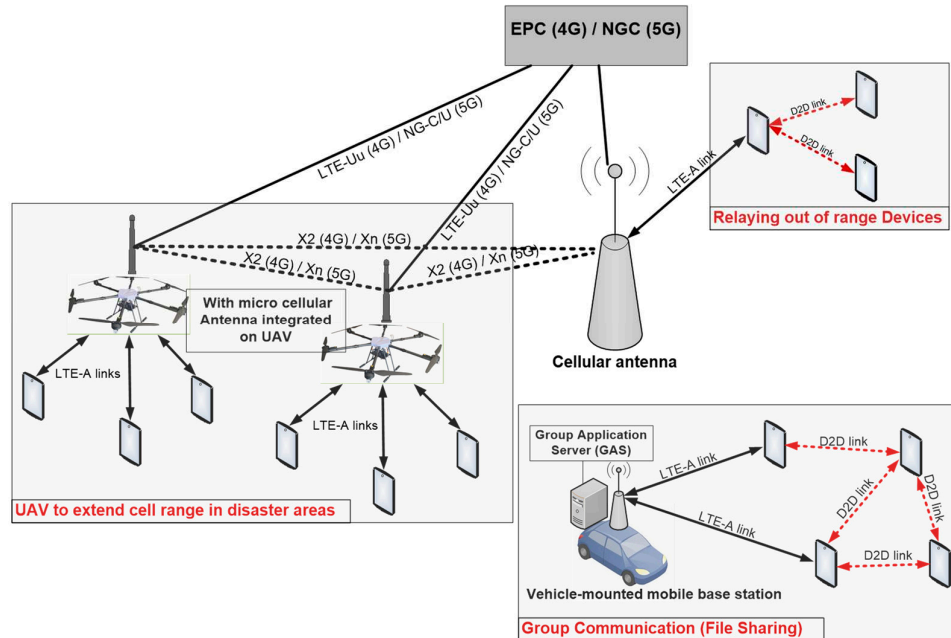 EPC (4G) / NGC (5G)
LTE-Uu (4G) / NG-C/U (5G)
LTE-Uu (4G) / NG-C/U (5G)
D2D link
D2D link
LTE-A link
Relaying out of range Devices
X2 (4G) / Xn (5G)
X2 (4G) / Xn (5G)
X2 (4G) / Xn (5G)
With micro cellular
Antenna integrated
on UAV
Cellular antenna
LTE-A links
LTE-A links
UAV to extend cell range in disaster areas
Group Application
Server (GAS)
LTE-A link
LTE-A link
D2D link
D2D link
D2D link
D2D link
Vehicle-mounted mobile base station
Group Communication (File Sharing)